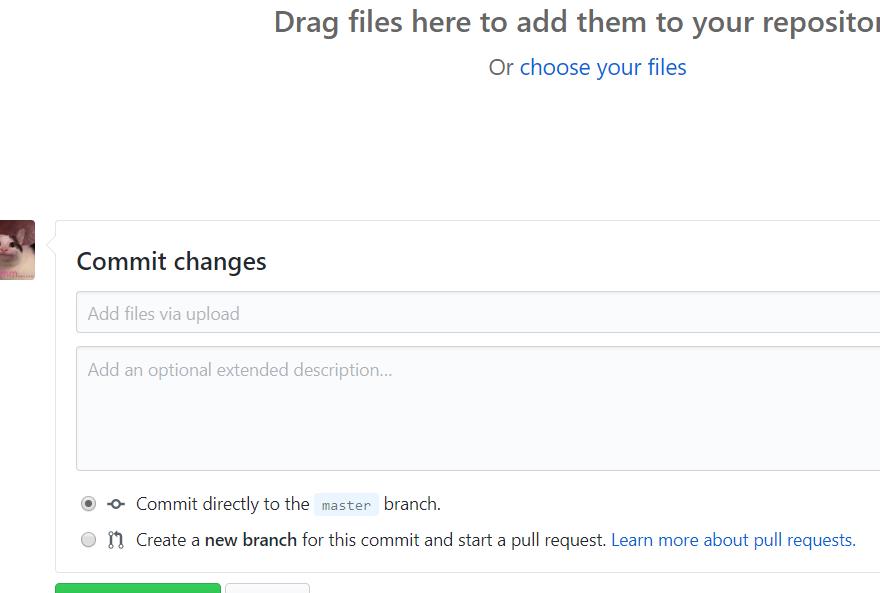 Drag files here to add them to your repositor
Or choose your files
Commit changes
Add files via upload
Add an optional extended description...
Commit directly to the master branch.
Create a new branch for this commit and start a pull request. Learn more about pull requests.